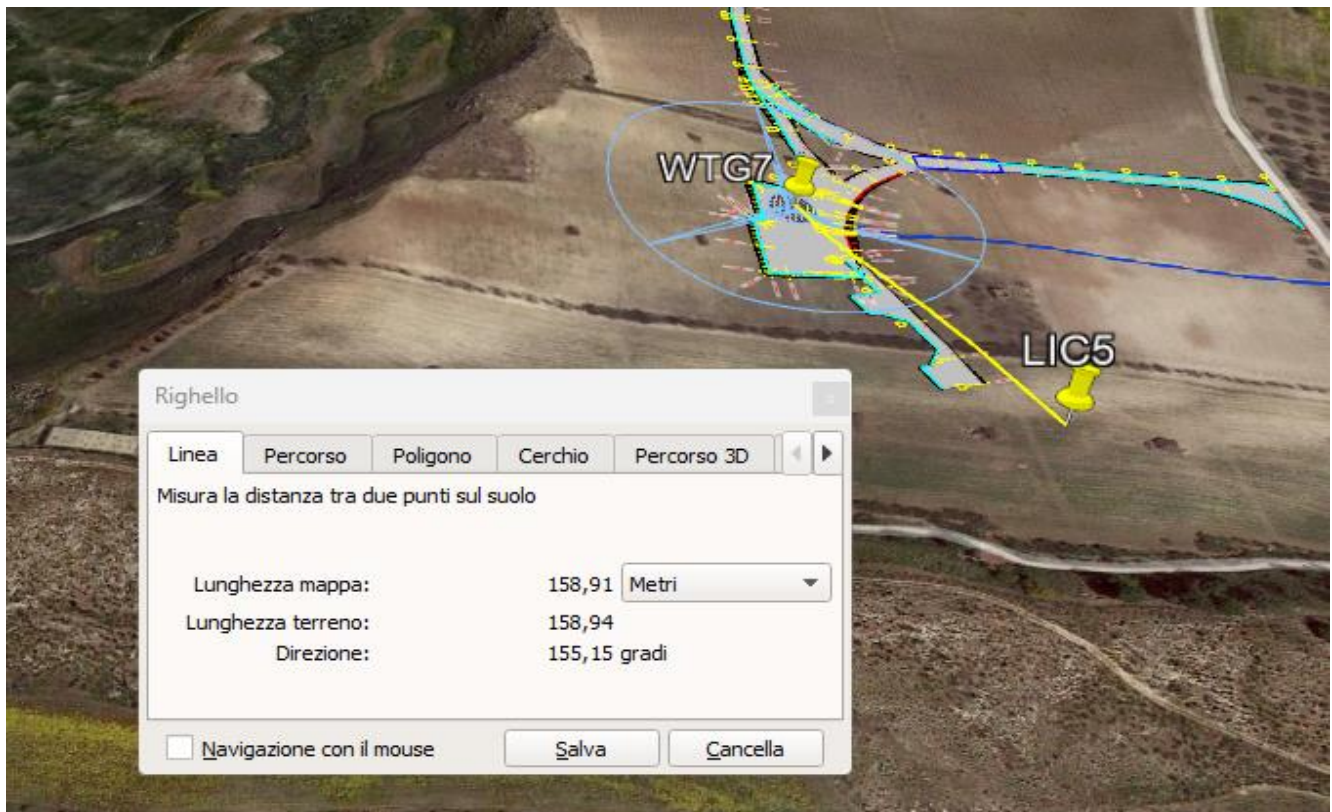 WTG7
LIC5
Righello
Linea Percorso Poligono Cerchio Percorso 3D
Misura la distanza tra due punti sul suolo
Lunghezza mappa: 158,91 Metri
Lunghezza terreno: 158,94
Direzione: 155,15 gradi
Navigazione con il mouse Salva Cancella